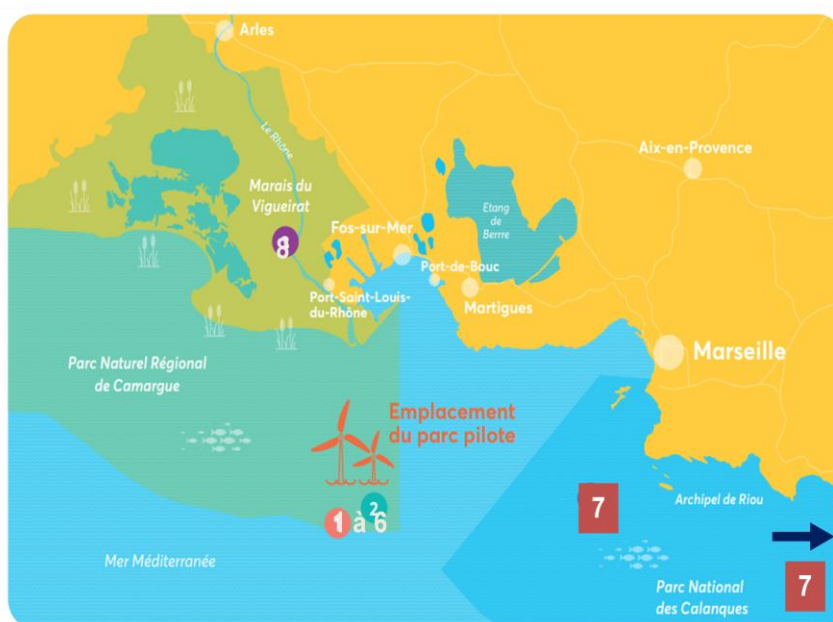 Arles
Le Rhône
Aix-en-Provence
Marais du
Vigueirat
Etang
de
Berrre
Fos-sur-Mer
8
Port-de-Bouc
Port-Saint-Louis-
du-Rhône
Martigues
Marseille
Parc Naturel Régional
de Camargue
Emplacement
du parc pilote
7
Archipel de Riou
2
1 à 6
Mer Méditerranée
7
Parc National
des Calanques